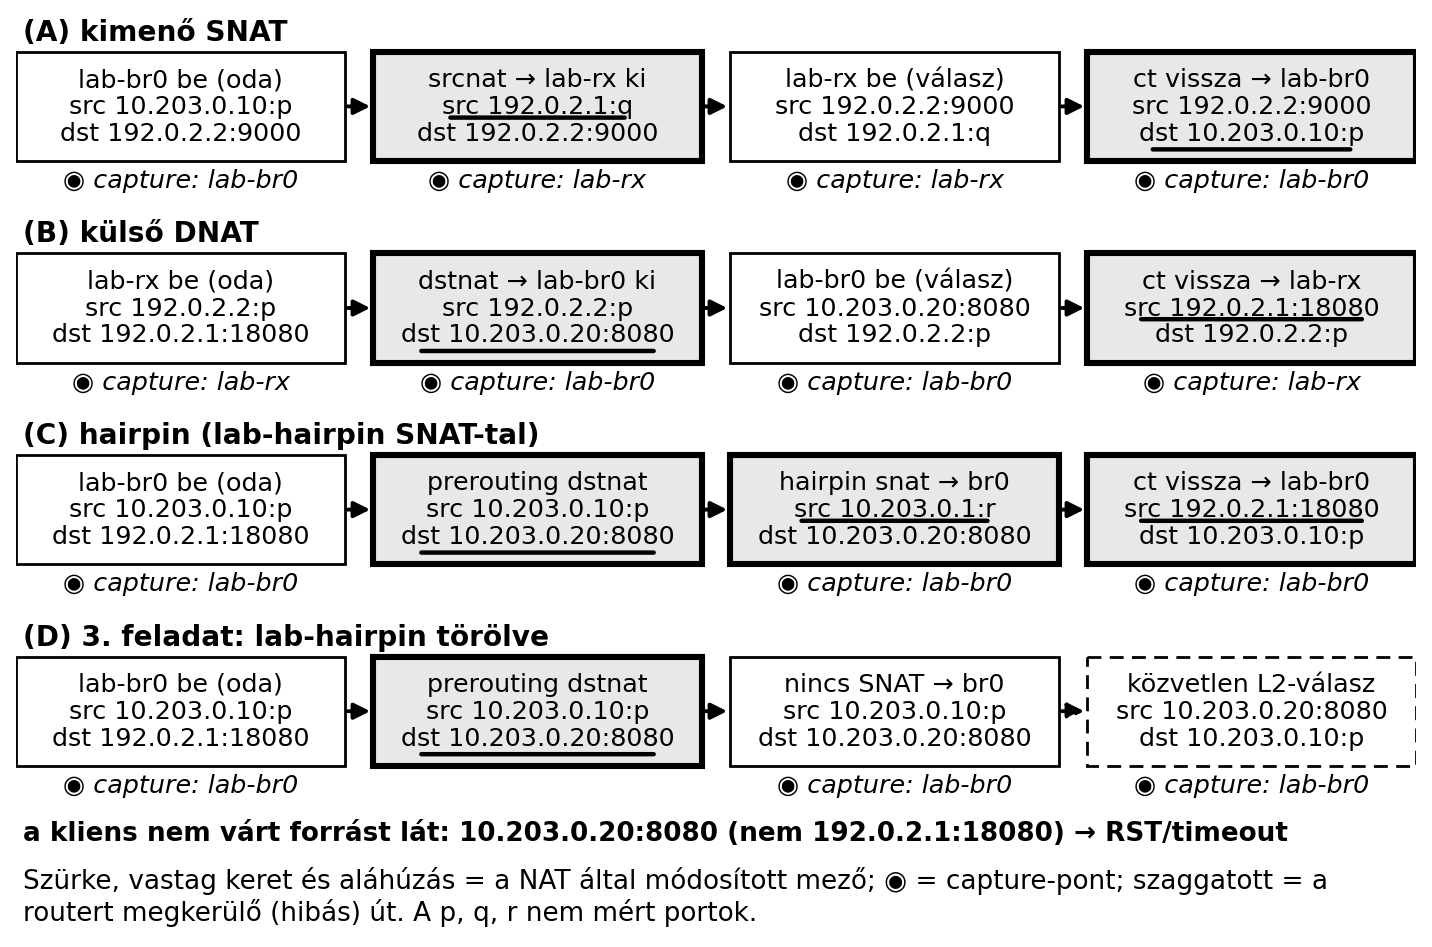 (A) kimenő SNAT
lab-br0 be (oda)
src 10.203.0.10:p
dst 192.0.2.2:9000
◉ capture: lab-br0
srcnat → lab-rx ki
src 192.0.2.1:q
dst 192.0.2.2:9000
◉ capture: lab-rx
lab-rx be (válasz)
src 192.0.2.2:9000
dst 192.0.2.1:q
◉ capture: lab-rx
ct vissza → lab-br0
src 192.0.2.2:9000
dst 10.203.0.10:p
◉ capture: lab-br0
(B) külső DNAT
lab-rx be (oda)
src 192.0.2.2:p
dst 192.0.2.1:18080
◉ capture: lab-rx
dstnat → lab-br0 ki
src 192.0.2.2:p
dst 10.203.0.20:8080
◉ capture: lab-br0
lab-br0 be (válasz)
src 10.203.0.20:8080
dst 192.0.2.2:p
◉ capture: lab-br0
ct vissza → lab-rx
src 192.0.2.1:18080
dst 192.0.2.2:p
◉ capture: lab-rx
(C) hairpin (lab-hairpin SNAT-tal)
lab-br0 be (oda)
src 10.203.0.10:p
dst 192.0.2.1:18080
◉ capture: lab-br0
prerouting dstnat
src 10.203.0.10:p
dst 10.203.0.20:8080
hairpin snat → br0
src 10.203.0.1:r
dst 10.203.0.20:8080
◉ capture: lab-br0
ct vissza → lab-br0
src 192.0.2.1:18080
dst 10.203.0.10:p
◉ capture: lab-br0
(D) 3. feladat: lab-hairpin törölve
lab-br0 be (oda)
src 10.203.0.10:p
dst 192.0.2.1:18080
◉ capture: lab-br0
prerouting dstnat
src 10.203.0.10:p
dst 10.203.0.20:8080
nincs SNAT → br0
src 10.203.0.10:p
dst 10.203.0.20:8080
◉ capture: lab-br0
közvetlen L2-válasz
src 10.203.0.20:8080
dst 10.203.0.10:p
◉ capture: lab-br0
a kliens nem várt forrást lát: 10.203.0.20:8080 (nem 192.0.2.1:18080) → RST/timeout
Szürke, vastag keret és aláhúzás = a NAT által módosított mező; ◉ = capture-pont; szaggatott = a
routert megkerülő (hibás) út. A p, q, r nem mért portok.